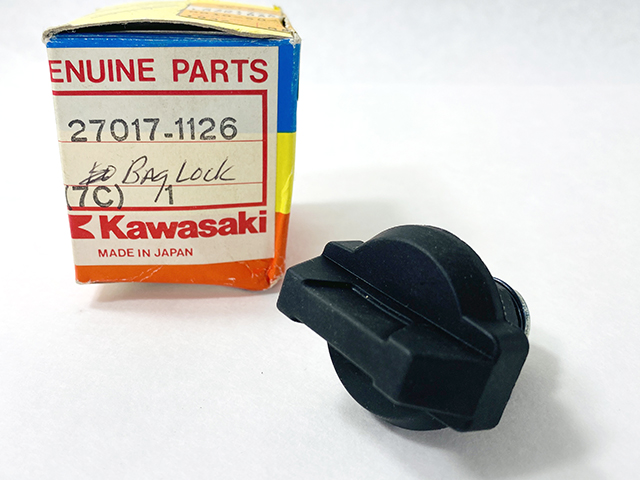 ENUINE PARTS
27017-1126
BAG LOCK
(7C) 1
Kawasaki
MADE IN JAPAN